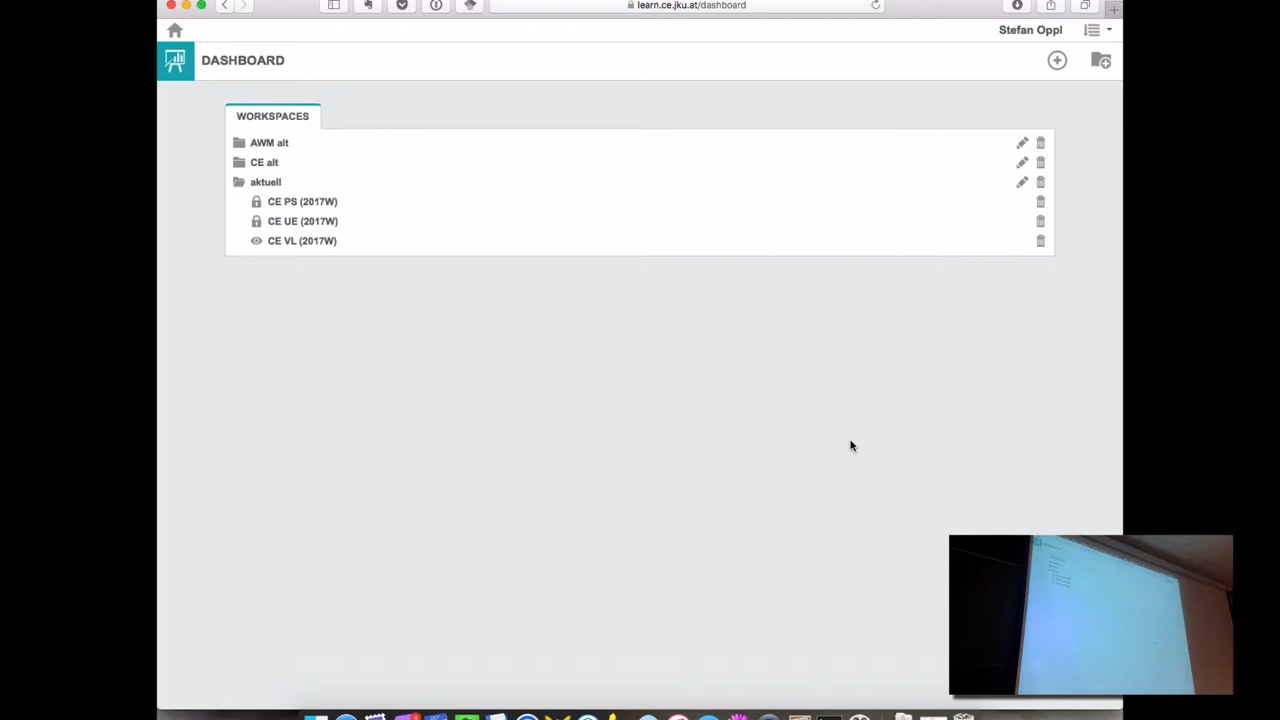 learn.ce.jku.at/dashboard
Stefan Oppl
DASHBOARD
WORKSPACES
AWM alt
CE alt
aktuell
CE PS (2017W)
CE UE (2017W)
CE VL (2017W)